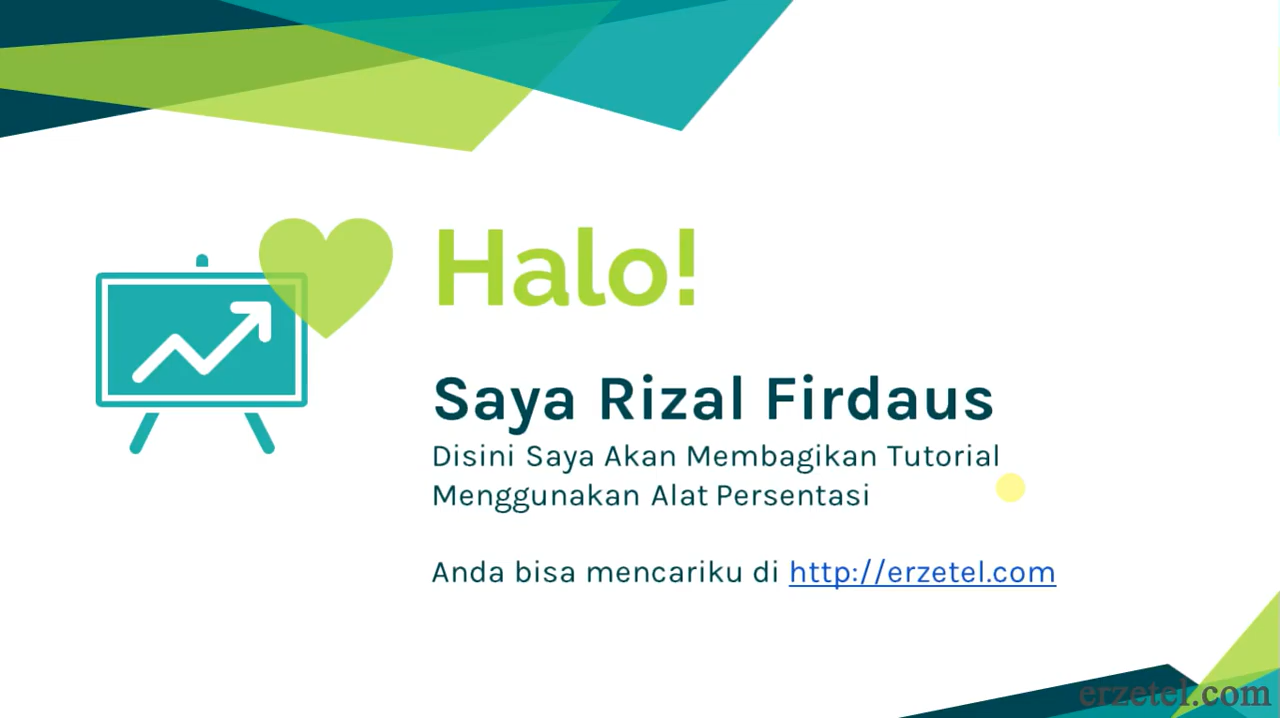 Halo!
Saya Rizal Firdaus
Disini Saya Akan Membagikan Tutorial
Menggunakan Alat Persentasi
Anda bisa mencariku di http://erzetel.com
erzetel.com